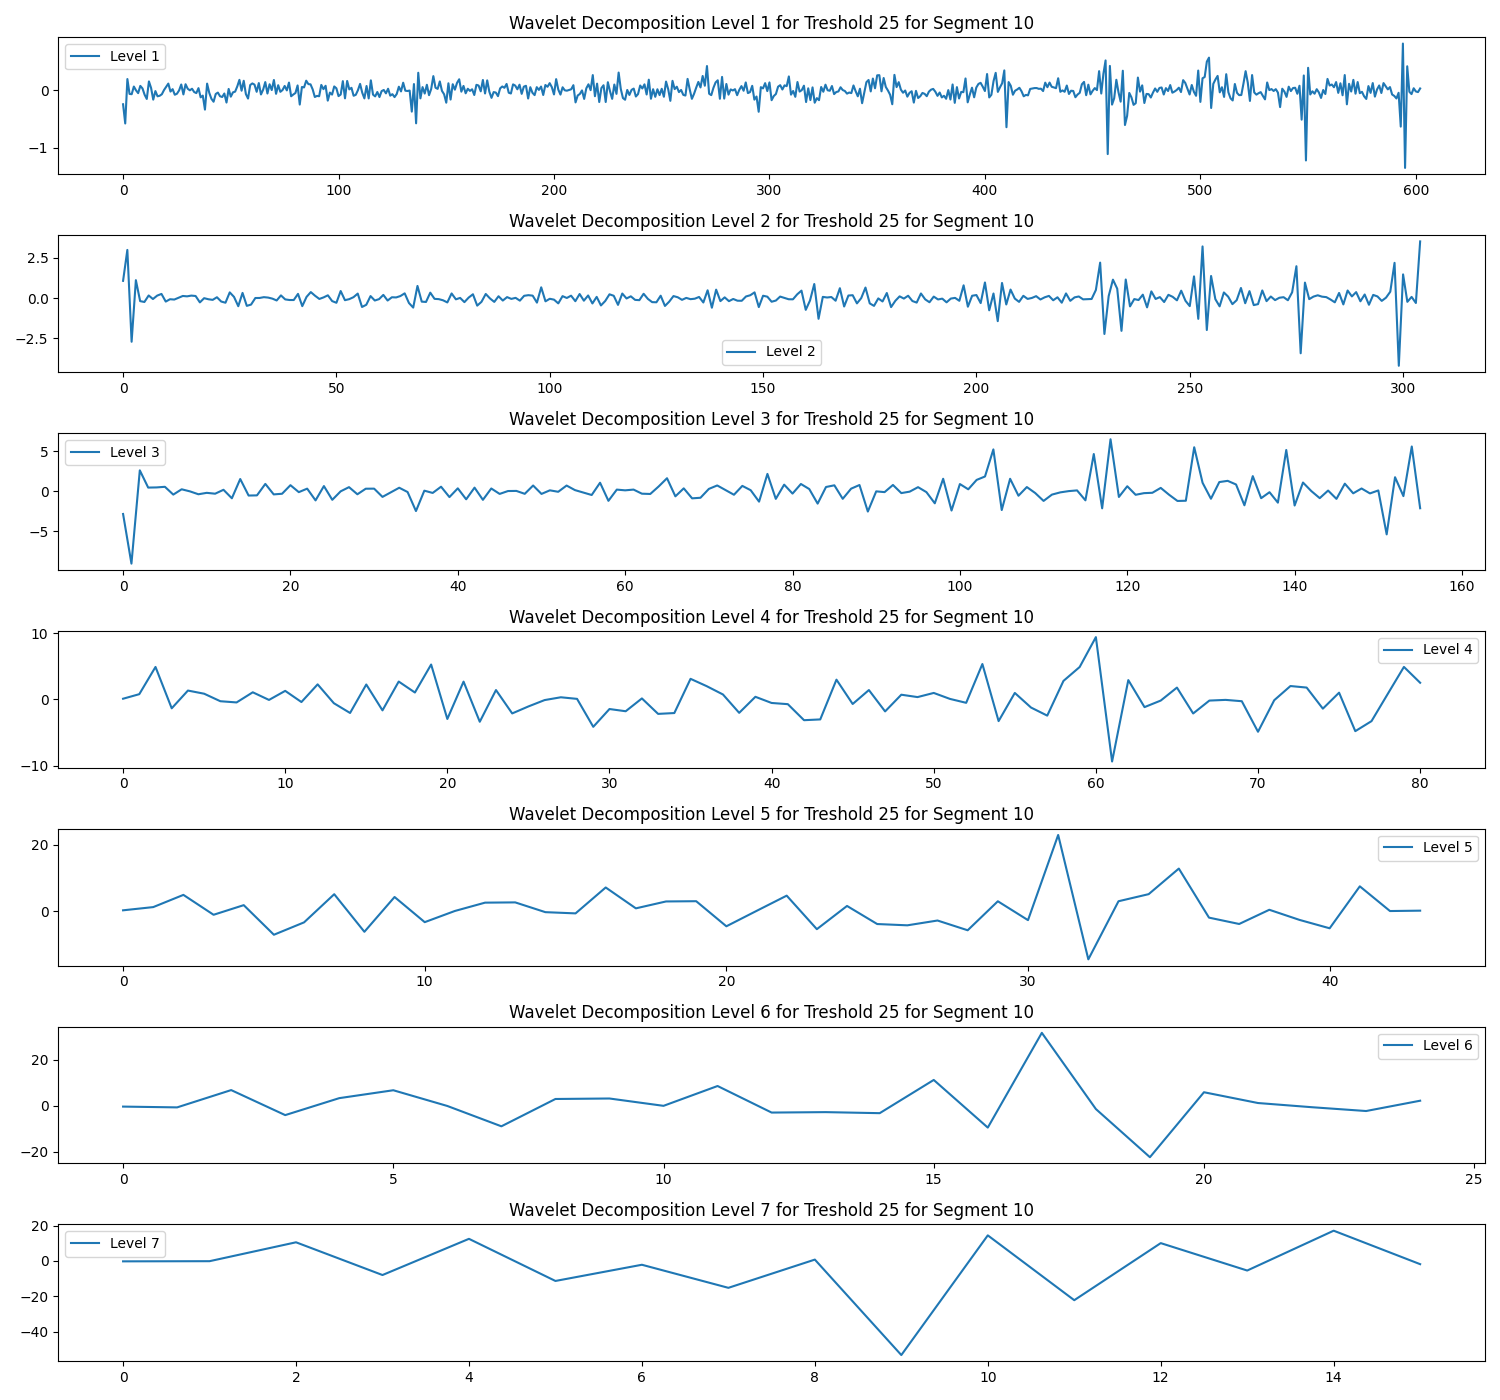 Wavelet Decomposition Level 1 for Treshold 25 for Segment 10
Level 1
0
−1
0 100 200 300 400 500 600
Wavelet Decomposition Level 2 for Treshold 25 for Segment 10
2.5
0.0
−2.5
Level 2
0 50 100 150 200 250 300
Wavelet Decomposition Level 3 for Treshold 25 for Segment 10
Level 3
5
0
−5
0 20 40 60 80 100 120 140 160
Wavelet Decomposition Level 4 for Treshold 25 for Segment 10
10
Level 4
0
−10
0 10 20 30 40 50 60 70 80
Wavelet Decomposition Level 5 for Treshold 25 for Segment 10
20
Level 5
0
0 10 20 30 40
Wavelet Decomposition Level 6 for Treshold 25 for Segment 10
Level 6
20
0
−20
0 5 10 15 20 25
Wavelet Decomposition Level 7 for Treshold 25 for Segment 10
20
Level 7
0
−20
−40
0 2 4 6 8 10 12 14